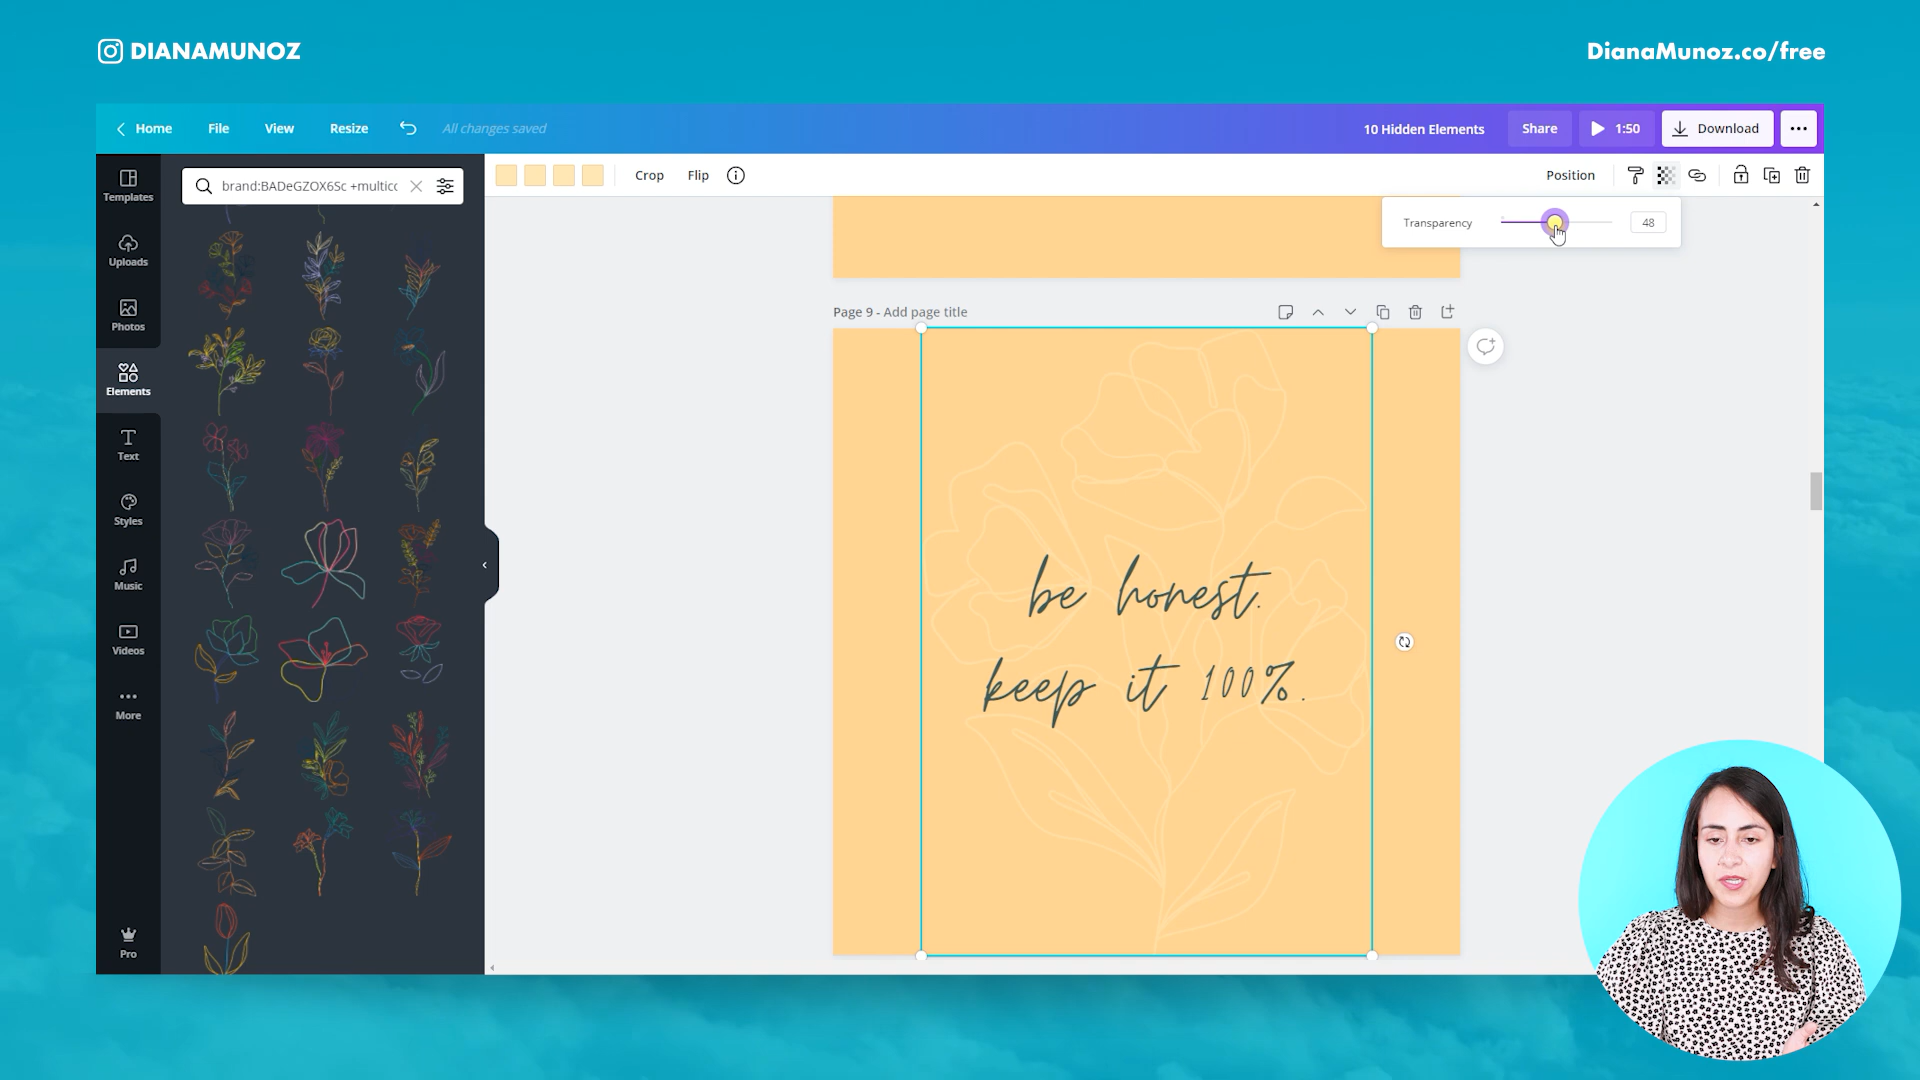 DIANAMUNOZ
DianaMunoz.co/free
Home File View Resize All changes saved 10 Hidden Elements Share 1:50 Download
brand:BADeGZOX6Sc +multicc
Crop Flip Position
Transparency 48
Templates
Uploads
Photos
Elements
Text
Styles
Music
Videos
More
Pro
Page 9 - Add page title
be honest.
keep it 100%.